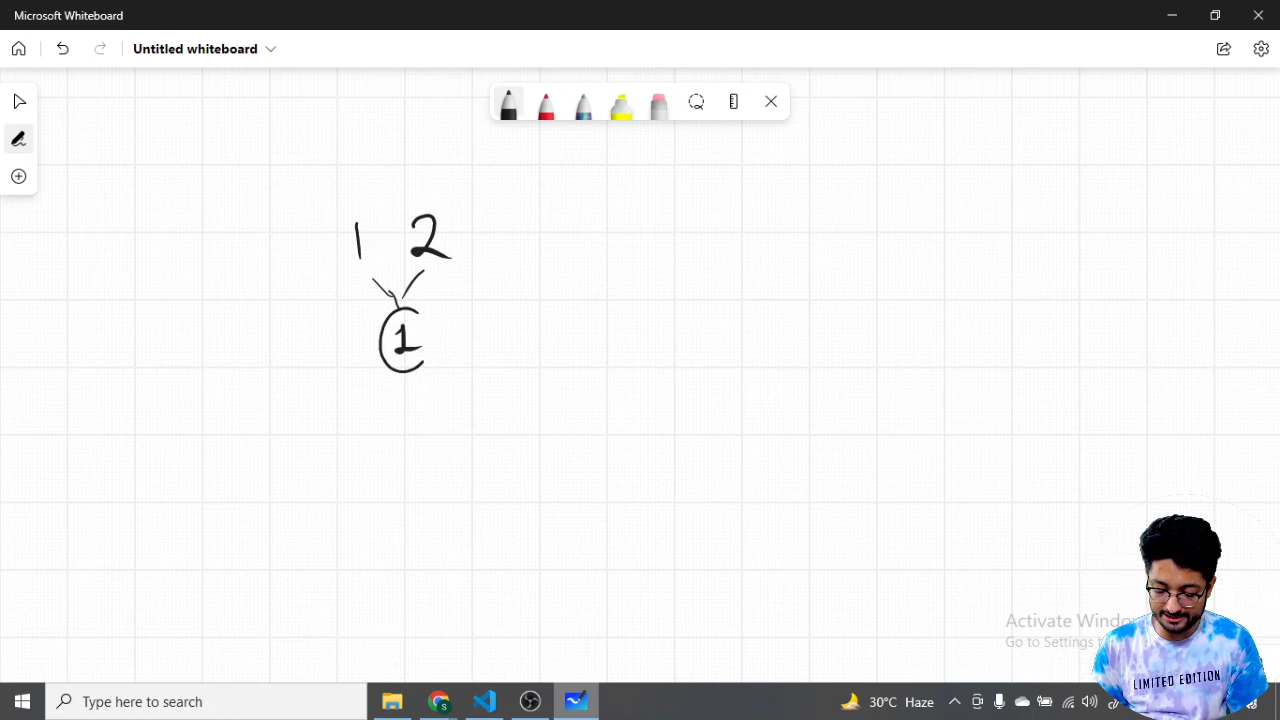 Microsoft Whiteboard
Untitled whiteboard
1 2
1
Activate Windo
Go to Settings t
LIMITED EDITION
Type here to search
30°C Haze